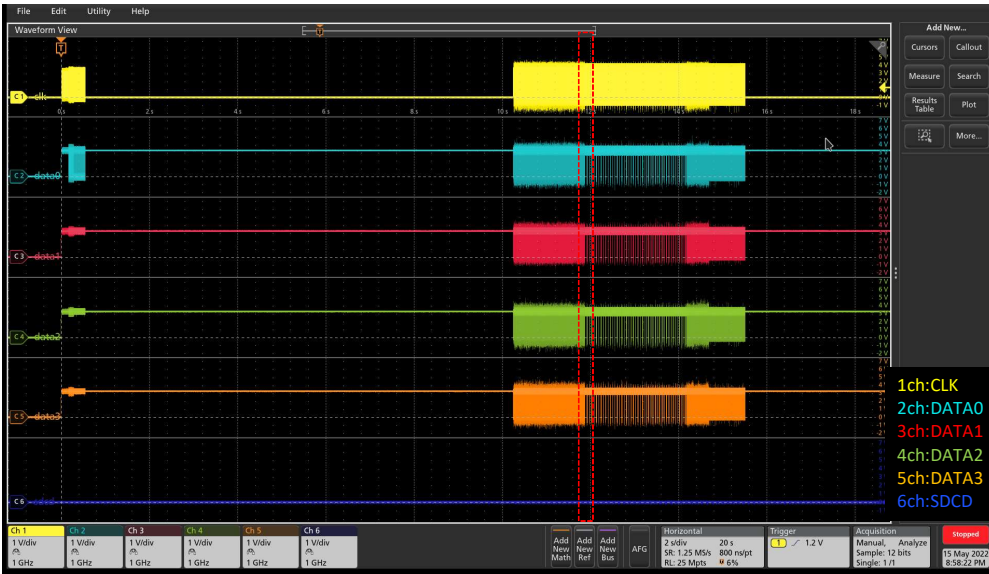 File Edit Utility Help
Waveform View
Add New...
Cursors Callout
Measure Search
Results Table Plot
More...
T
C1 clk
0s 2 s 4 s 6 s 8 s 10 s 12 s 14 s 16 s 18 s
C2 data0
C3 data1
C4 data2
C5 data3
C6 sdcd
1ch:CLK
2ch:DATA0
3ch:DATA1
4ch:DATA2
5ch:DATA3
6ch:SDCD
Ch 1 Ch 2 Ch 3 Ch 4 Ch 5 Ch 6
1 V/div 1 V/div 1 V/div 1 V/div 1 V/div 1 V/div
1 GHz 1 GHz 1 GHz 1 GHz 1 GHz 1 GHz
Add New Math
Add New Ref
Add New Bus
AFG
Horizontal
2 s/div 20 s
SR: 1.25 MS/s 800 ns/pt
RL: 25 Mpts 6%
Trigger
1 1.2 V
Acquisition
Manual, Analyze
Sample: 12 bits
Single: 1 /1
Stopped
15 May 2022
8:58:22 PM